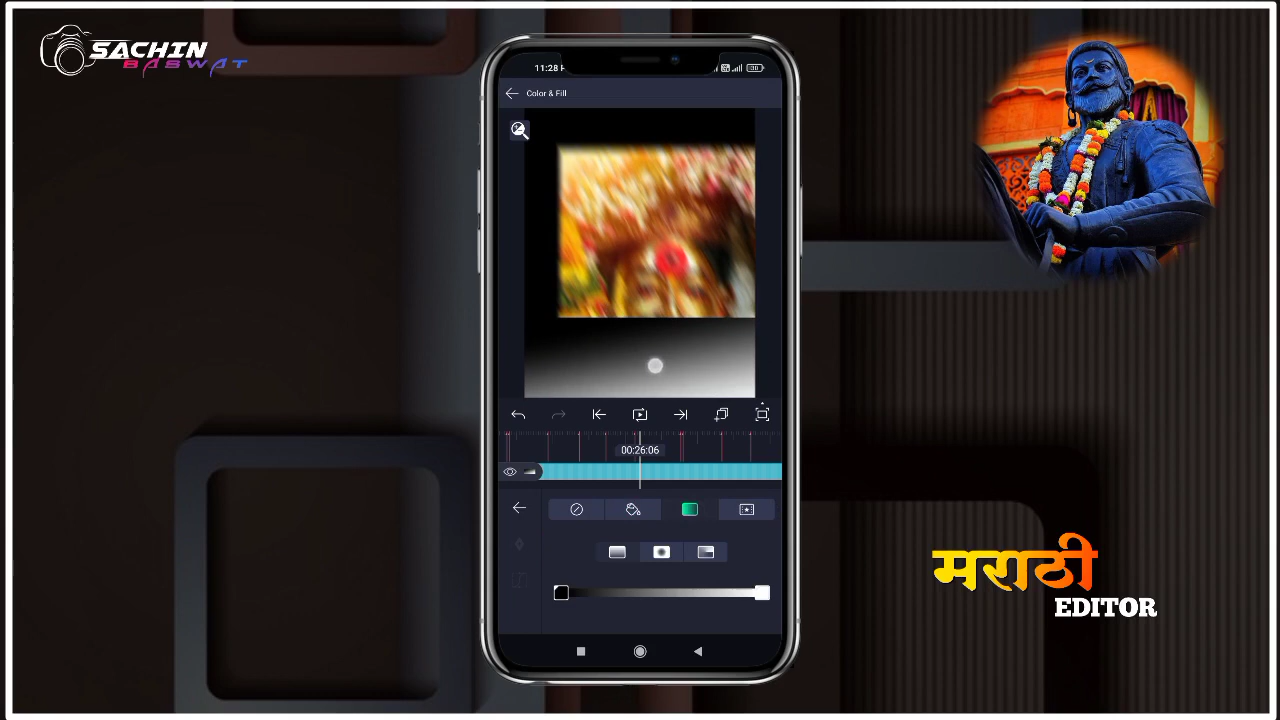 SACHIN
BASWAT
11:28
Color & Fill
00:26:06
मराठी
EDITOR